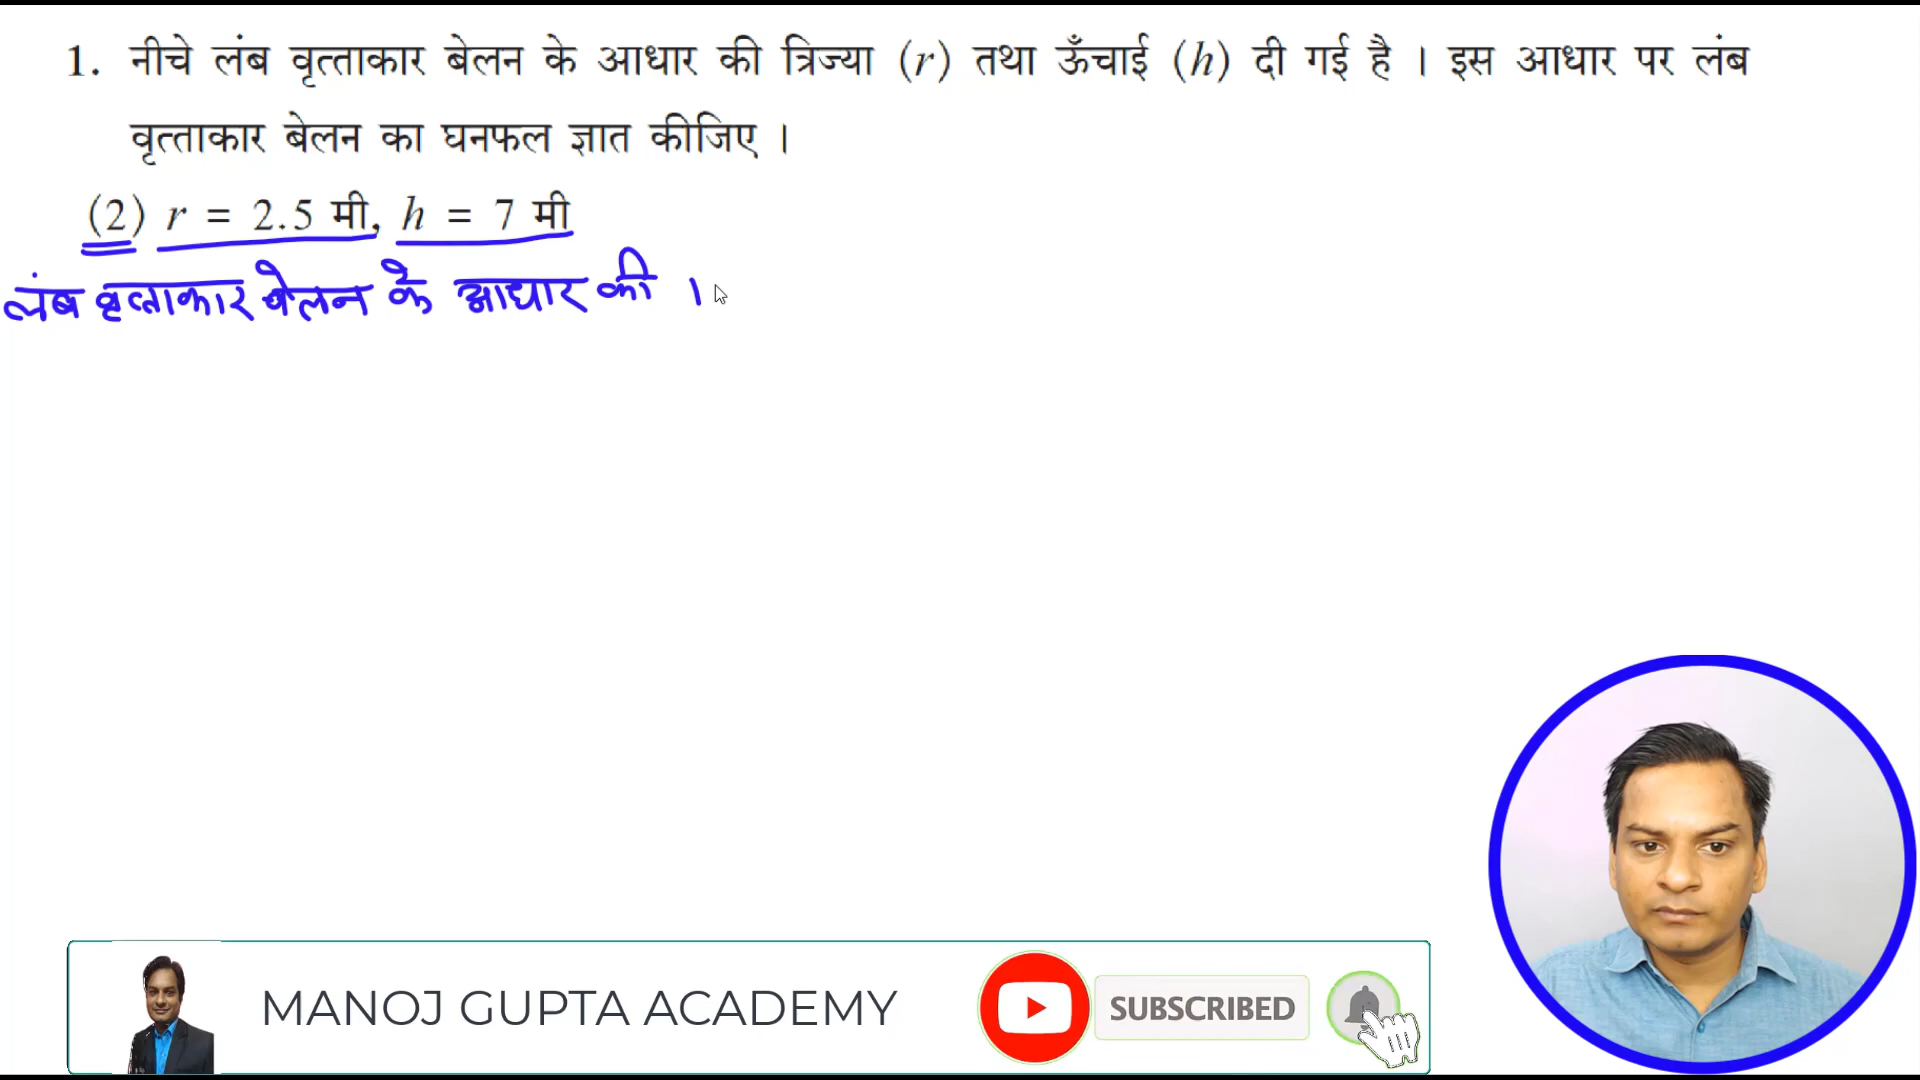 1. नीचे लंब वृत्ताकार बेलन के आधार की त्रिज्या (r) तथा ऊँचाई (h) दी गई है । इस आधार पर लंब
वृत्ताकार बेलन का घनफल ज्ञात कीजिए ।
(2) r = 2.5 मी, h = 7 मी
लंब वृत्ताकार बेलन के आधार की
MANOJ GUPTA ACADEMY
SUBSCRIBED